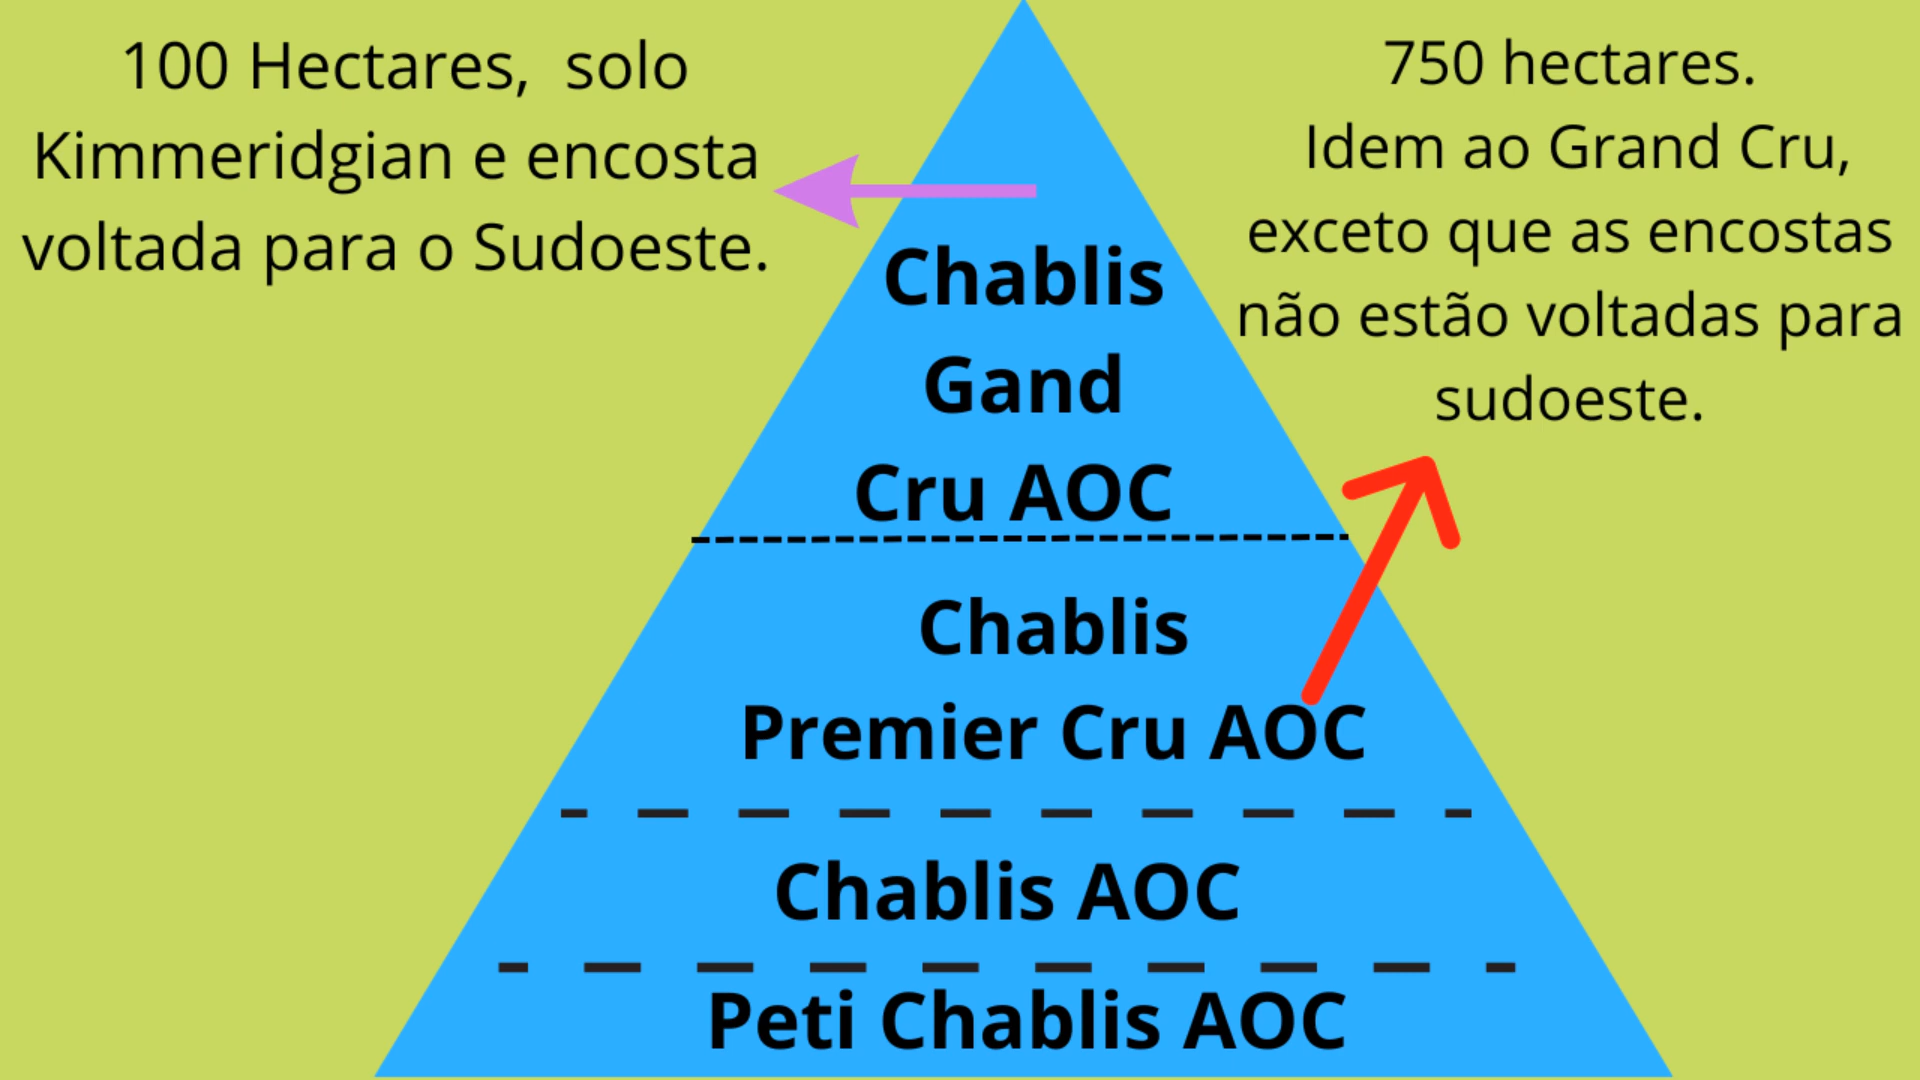 100 Hectares, solo
Kimmeridgian e encosta
voltada para o Sudoeste.
750 hectares.
Idem ao Grand Cru,
exceto que as encostas
não estão voltadas para
sudoeste.
Chablis
Gand
Cru AOC
Chablis
Premier Cru AOC
Chablis AOC
Peti Chablis AOC